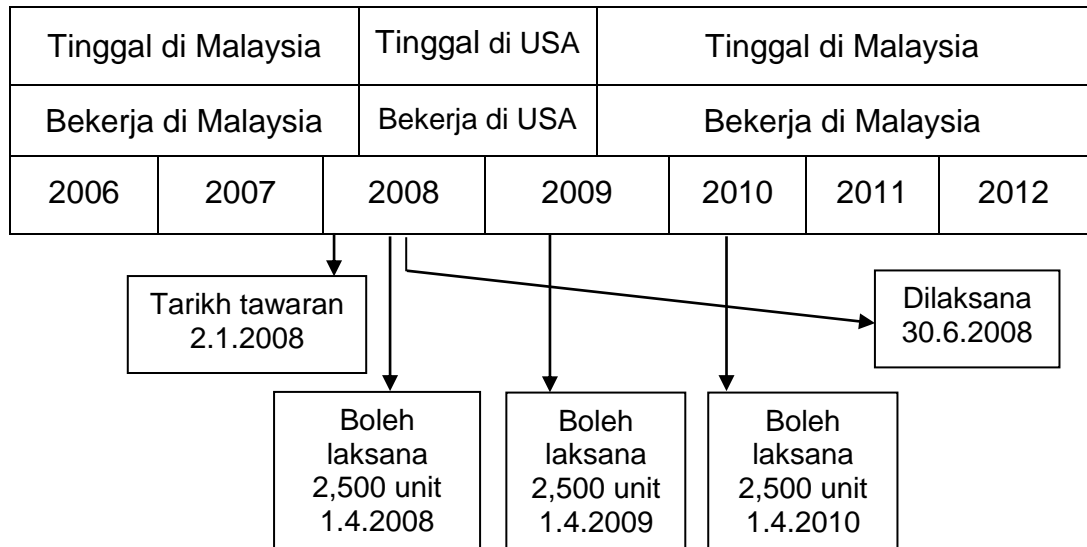 Tinggal di Malaysia
Tinggal di USA
Tinggal di Malaysia
Bekerja di Malaysia
Bekerja di USA
Bekerja di Malaysia
2006
2007
2008
2009
2010
2011
2012
Tarikh tawaran
2.1.2008
Dilaksana
30.6.2008
Boleh
laksana
2,500 unit
1.4.2008
Boleh
laksana
2,500 unit
1.4.2009
Boleh
laksana
2,500 unit
1.4.2010